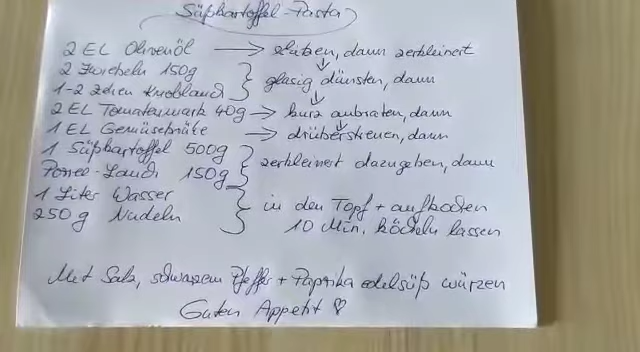 Süßkartoffel-Pasta
2 EL Olivenöl → erhitzen, dann zerkleinert
2 Zwiebeln 150g glasig dünsten, dann
1-2 Zehen Knoblauch
2 EL Tomatenmark 40g → kurz anbraten, dann
1 EL Gemüsebrühe → drüberstreuen, dann
1 Süßkartoffel 500g zerkleinert dazugeben, dann
Porree-Lauch 150g
1 Liter Wasser in den Topf + aufkochen
250 g Nudeln 10 Min. köcheln lassen
Mit Salz, schwarzem Pfeffer + Paprika edelsüß würzen
Guten Appetit ♡